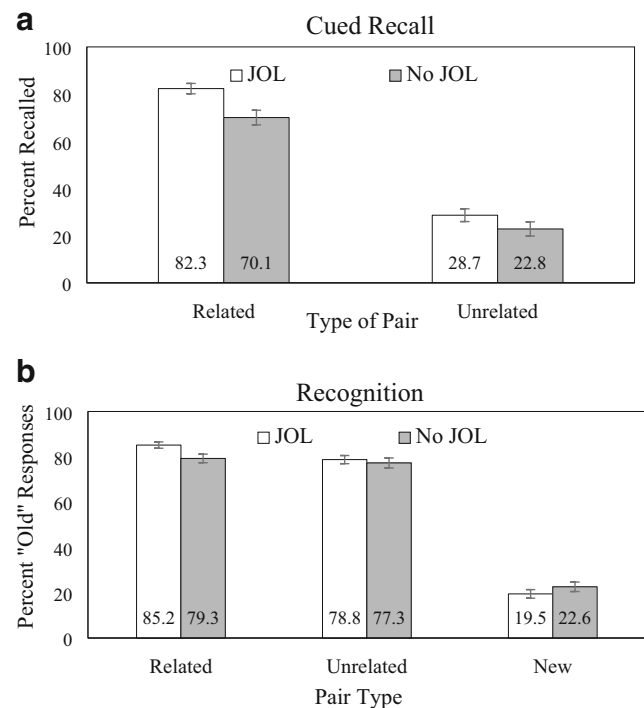 a
Cued Recall
100
80
60
40
20
0
Percent Recalled
JOL No JOL
82.3 70.1 28.7 22.8
Related Unrelated
Type of Pair
b
Recognition
100
80
60
40
20
0
Percent "Old" Responses
JOL No JOL
85.2 79.3 78.8 77.3 19.5 22.6
Related Unrelated New
Pair Type